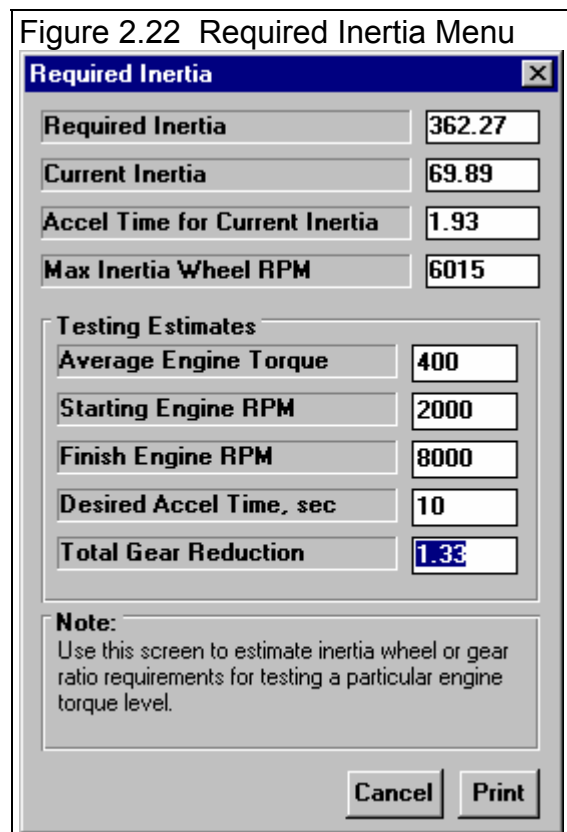 Figure 2.22 Required Inertia Menu
Required Inertia
Required Inertia 362.27
Current Inertia 69.89
Accel Time for Current Inertia 1.93
Max Inertia Wheel RPM 6015
Testing Estimates
Average Engine Torque 400
Starting Engine RPM 2000
Finish Engine RPM 8000
Desired Accel Time, sec 10
Total Gear Reduction 1.33
Note:
Use this screen to estimate inertia wheel or gear
ratio requirements for testing a particular engine
torque level.
Cancel Print